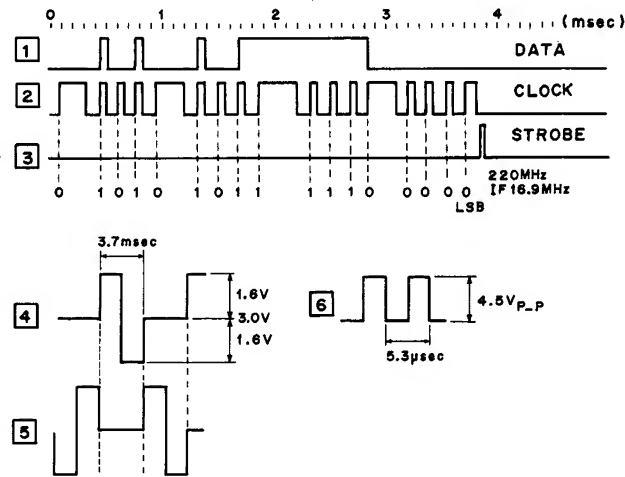 0 1 2 3 4 (msec)
1 DATA
2 CLOCK
3 STROBE
0 1 0 1 0 1 0 1 1 1 1 1 0 0 0 0 0
LSB
220MHz
IF 16.9MHz
3.7msec
4
1.6V
3.0V
1.6V
6
4.5VP-P
5.3μsec
5